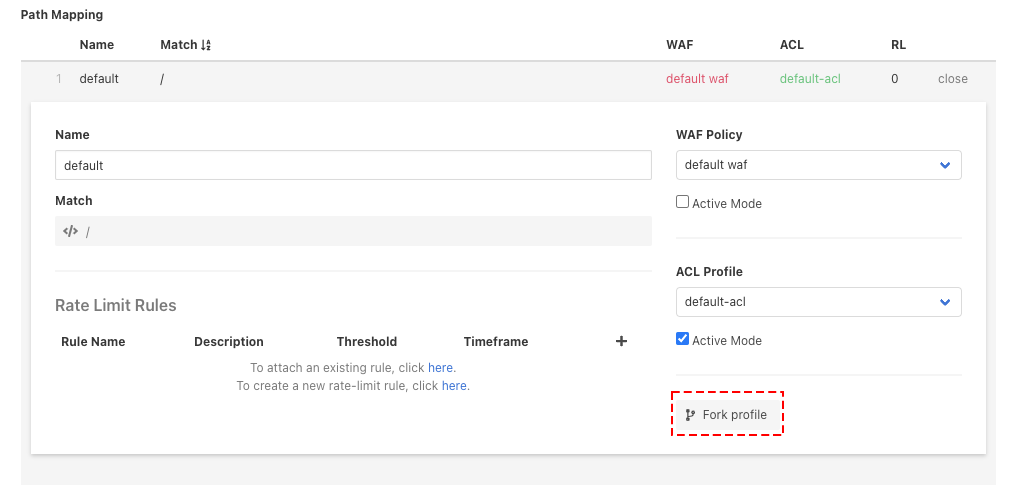 Path Mapping
Name Match WAF ACL RL
1 default / default waf default-acl 0 close
Name
default
Match
</> /
Rate Limit Rules
Rule Name Description Threshold Timeframe +
To attach an existing rule, click here.
To create a new rate-limit rule, click here.
WAF Policy
default waf
Active Mode
ACL Profile
default-acl
Active Mode
Fork profile